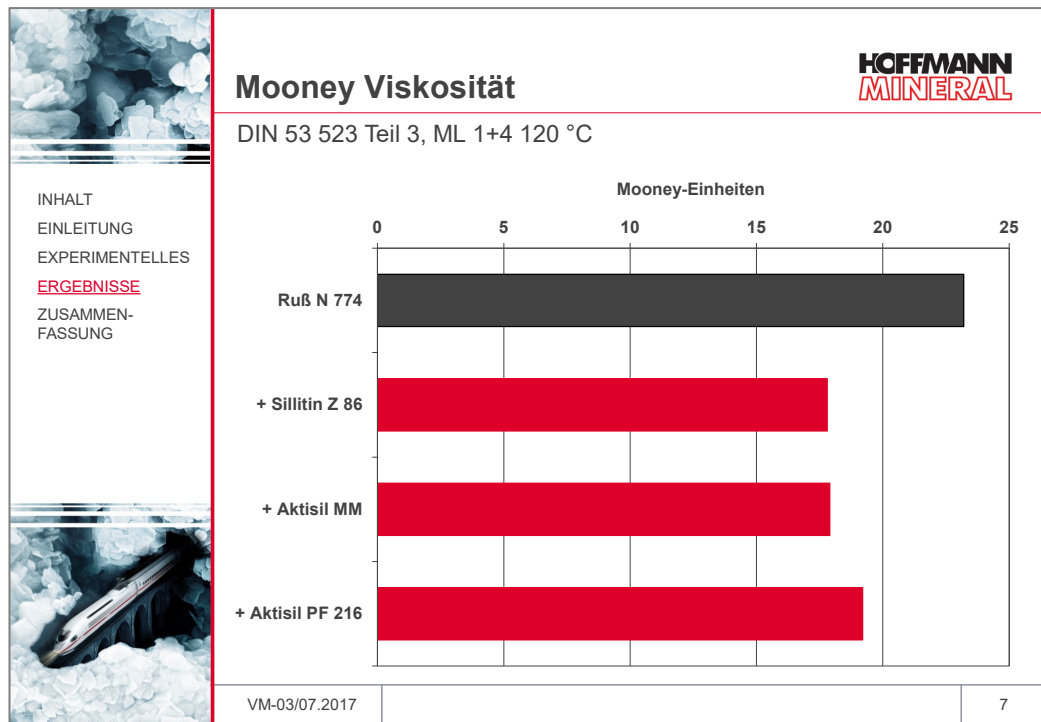 HOFFMANN
MINERAL
Mooney Viskosität
DIN 53 523 Teil 3, ML 1+4 120 °C
INHALT
EINLEITUNG
EXPERIMENTELLES
ERGEBNISSE
ZUSAMMEN-
FASSUNG
Mooney-Einheiten
0 5 10 15 20 25
Ruß N 774
+ Sillitin Z 86
+ Aktisil MM
+ Aktisil PF 216
VM-03/07.2017
7